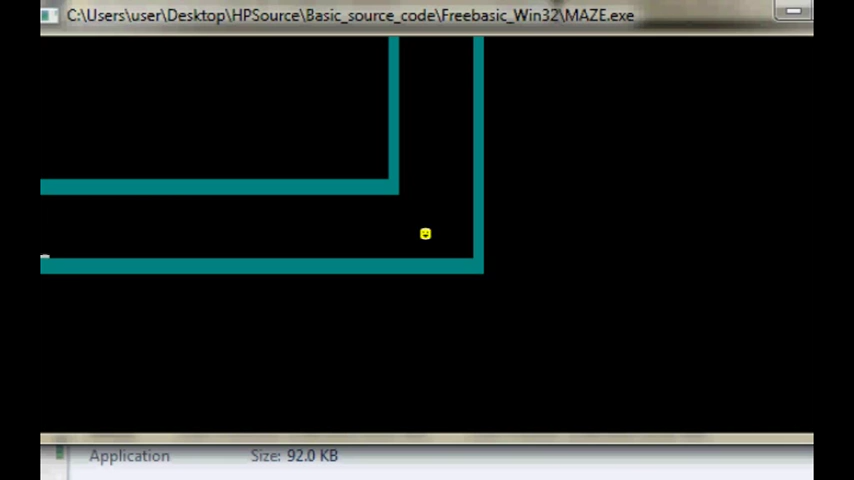 C:\Users\user\Desktop\HPSource\Basic_source_code\Freebasic_Win32\MAZE.exe
Application Size: 92.0 KB